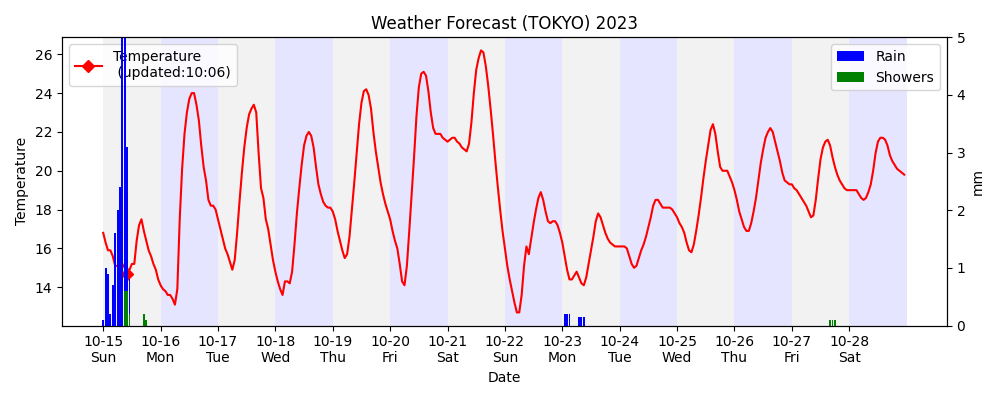 Weather Forecast (TOKYO) 2023
Temperature
(updated:10:06)
Rain
Showers
26
24
22
20
18
16
14
Temperature
5
4
3
2
1
0
mm
10-15 10-16 10-17 10-18 10-19 10-20 10-21 10-22 10-23 10-24 10-25 10-26 10-27 10-28
Sun Mon Tue Wed Thu Fri Sat Sun Mon Tue Wed Thu Fri Sat
Date